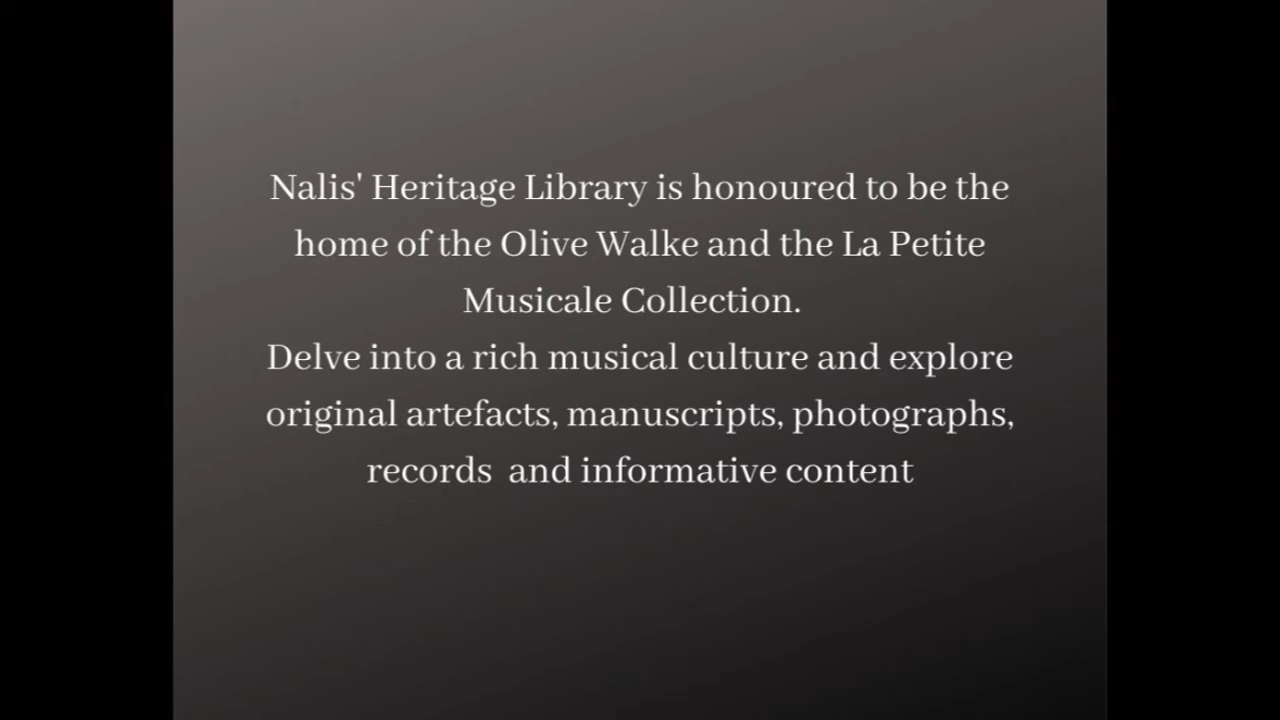 Nalis' Heritage Library is honoured to be the
home of the Olive Walke and the La Petite
Musicale Collection.
Delve into a rich musical culture and explore
original artefacts, manuscripts, photographs,
records  and informative content